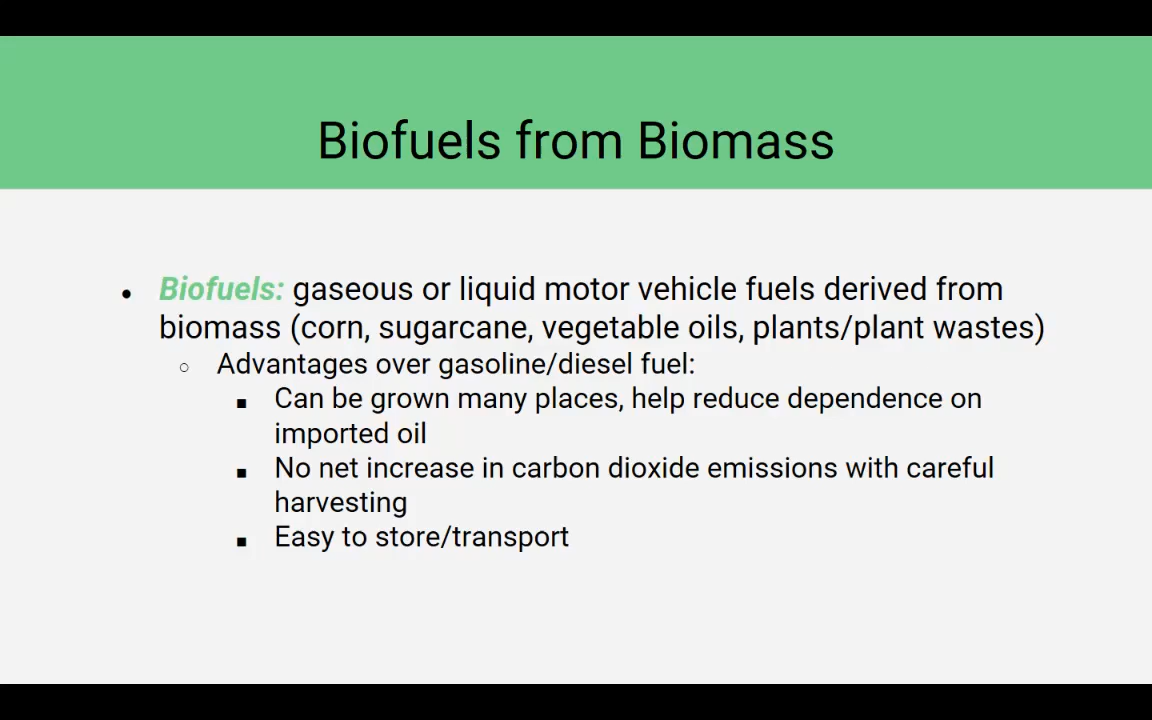 Biofuels from Biomass
● Biofuels: gaseous or liquid motor vehicle fuels derived from
biomass (corn, sugarcane, vegetable oils, plants/plant wastes)
○ Advantages over gasoline/diesel fuel:
■ Can be grown many places, help reduce dependence on
imported oil
■ No net increase in carbon dioxide emissions with careful
harvesting
■ Easy to store/transport